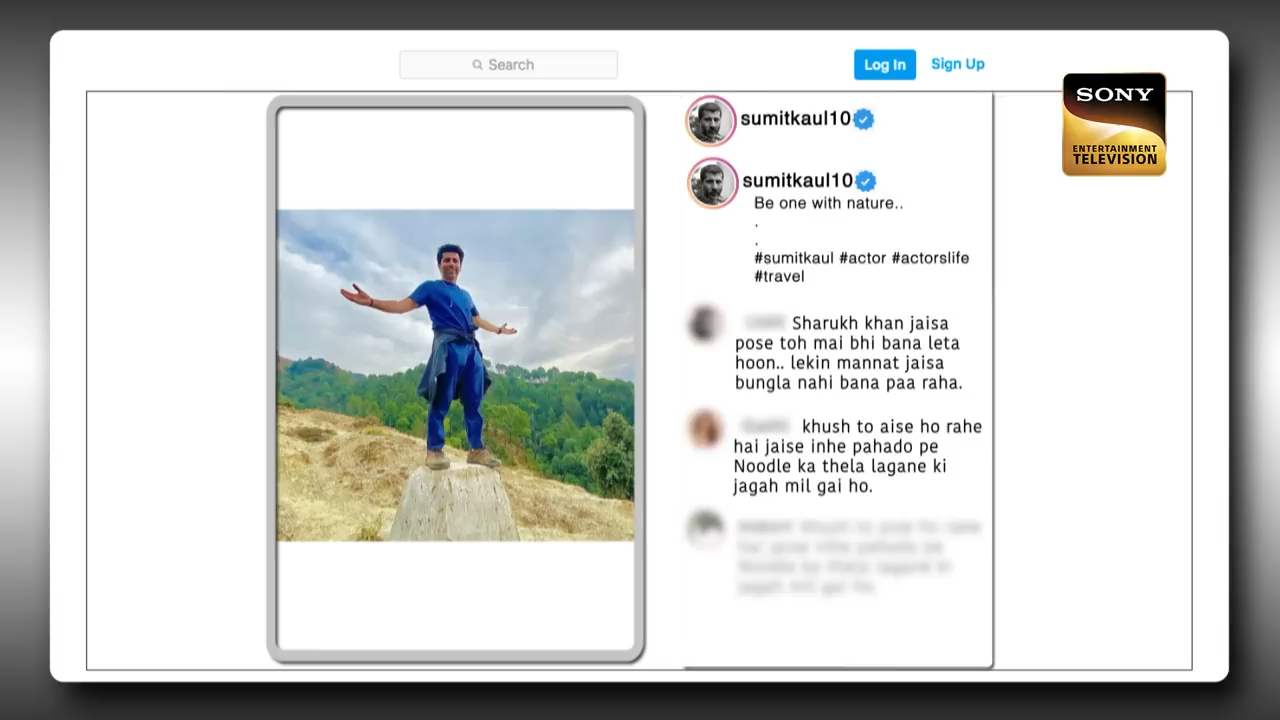 Search
Log In
Sign Up
SONY
ENTERTAINMENT
TELEVISION
sumitkaul10
sumitkaul10
Be one with nature..
.
.
#sumitkaul #actor #actorslife
#travel
Sharukh khan jaisa
pose toh mai bhi bana leta
hoon.. lekin mannat jaisa
bungla nahi bana paa raha.
khush to aise ho rahe
hai jaise inhe pahado pe
Noodle ka thela lagane ki
jagah mil gai ho.